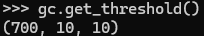 >>> gc.get_threshold()
(700, 10, 10)